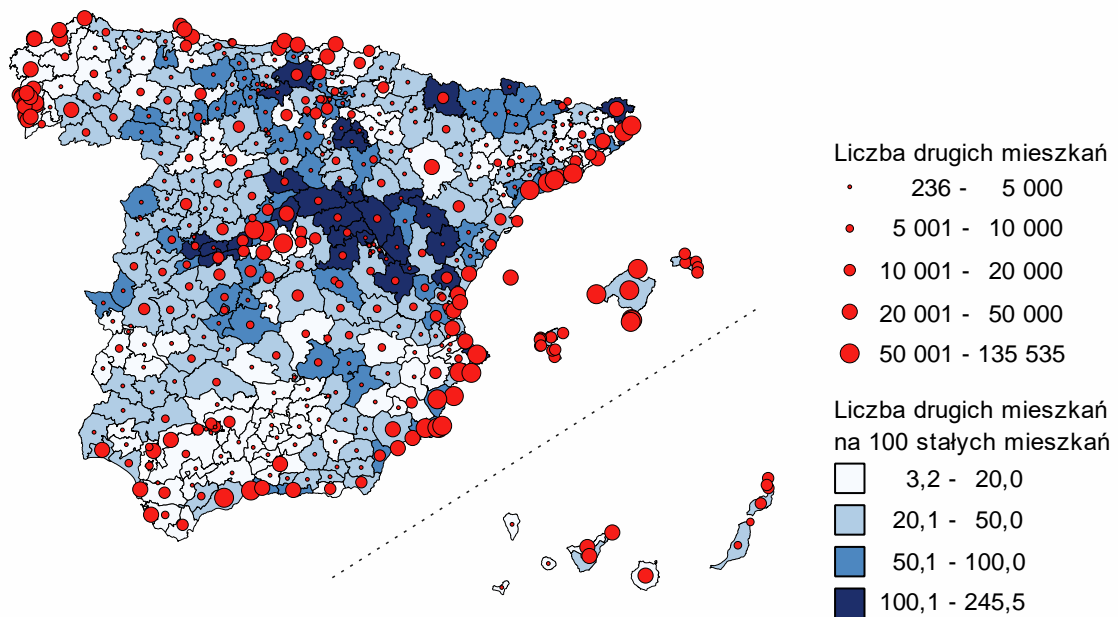 Liczba drugich mieszkań
236 - 5 000
5 001 - 10 000
10 001 - 20 000
20 001 - 50 000
50 001 - 135 535
Liczba drugich mieszkań
na 100 stałych mieszkań
3,2 - 20,0
20,1 - 50,0
50,1 - 100,0
100,1 - 245,5